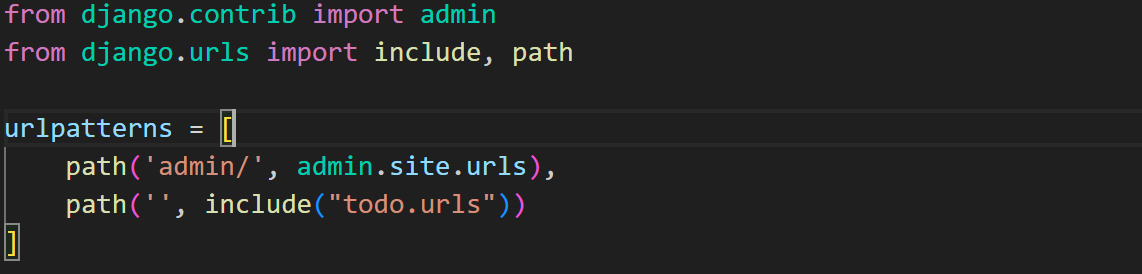 from django.contrib import admin
from django.urls import include, path
urlpatterns = [
    path('admin/', admin.site.urls),
    path('', include("todo.urls"))
]